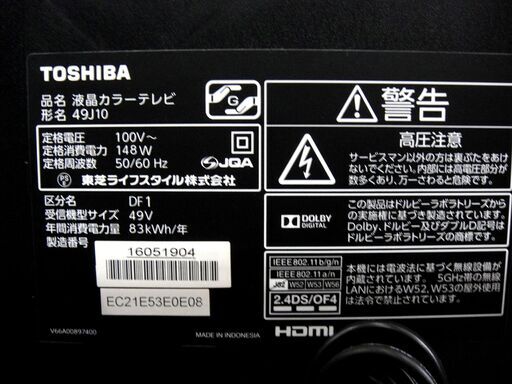 TOSHIBA
品名 液晶カラーテレビ
形名 49J10
G
定格電圧 100V～
定格消費電力 148W
定格周波数 50/60 Hz
JQA
PS
E
東芝ライフスタイル株式会社
区分名 DF1
受信機型サイズ 49V
年間消費電力量 83kWh/年
製造番号
16051904
EC21E53E0E08
V66A00897400
MADE IN INDONESIA
警告
高圧注意
サービスマン以外の方は裏ぶたをあけ
ないでください。内部には高電圧部分が
数多くあり、万一さわると危険です。
DOLBY
DIGITAL
この製品はドルビーラボラトリーズから
の実施権に基づき製造されています。
Dolby、ドルビー及びダブルD記号はド
ルビーラボラトリーズの商標です。
IEEE802.11b/g/n
IEEE802.11a/n
J52 W52 W53 W56
2.4DS/OF4
本機には電波法に基づく無線設備が
内蔵されています。 5GHz帯の無線
LANにおけるW52、W53の屋外使用
は法令で禁止されています。
HDMI